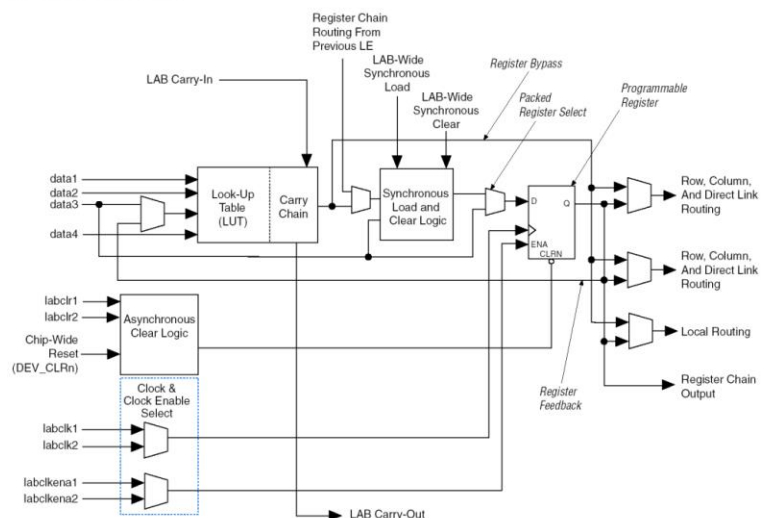 Register Chain
Routing From
Previous LE
LAB-Wide
Synchronous
Load
Register Bypass
Programmable
Register
LAB Carry-In
LAB-Wide
Synchronous
Clear
Packed
Register Select
data1
data2
data3
data4
Look-Up
Table
(LUT)
Carry
Chain
Synchronous
Load and
Clear Logic
D
Q
ENA
CLRN
Row, Column,
And Direct Link
Routing
Row, Column,
And Direct Link
Routing
Local Routing
Register Chain
Output
Register
Feedback
labclr1
labclr2
Chip-Wide
Reset
(DEV_CLRn)
Asynchronous
Clear Logic
Clock &
Clock Enable
Select
labclk1
labclk2
labclkena1
labclkena2
LAB Carry-Out